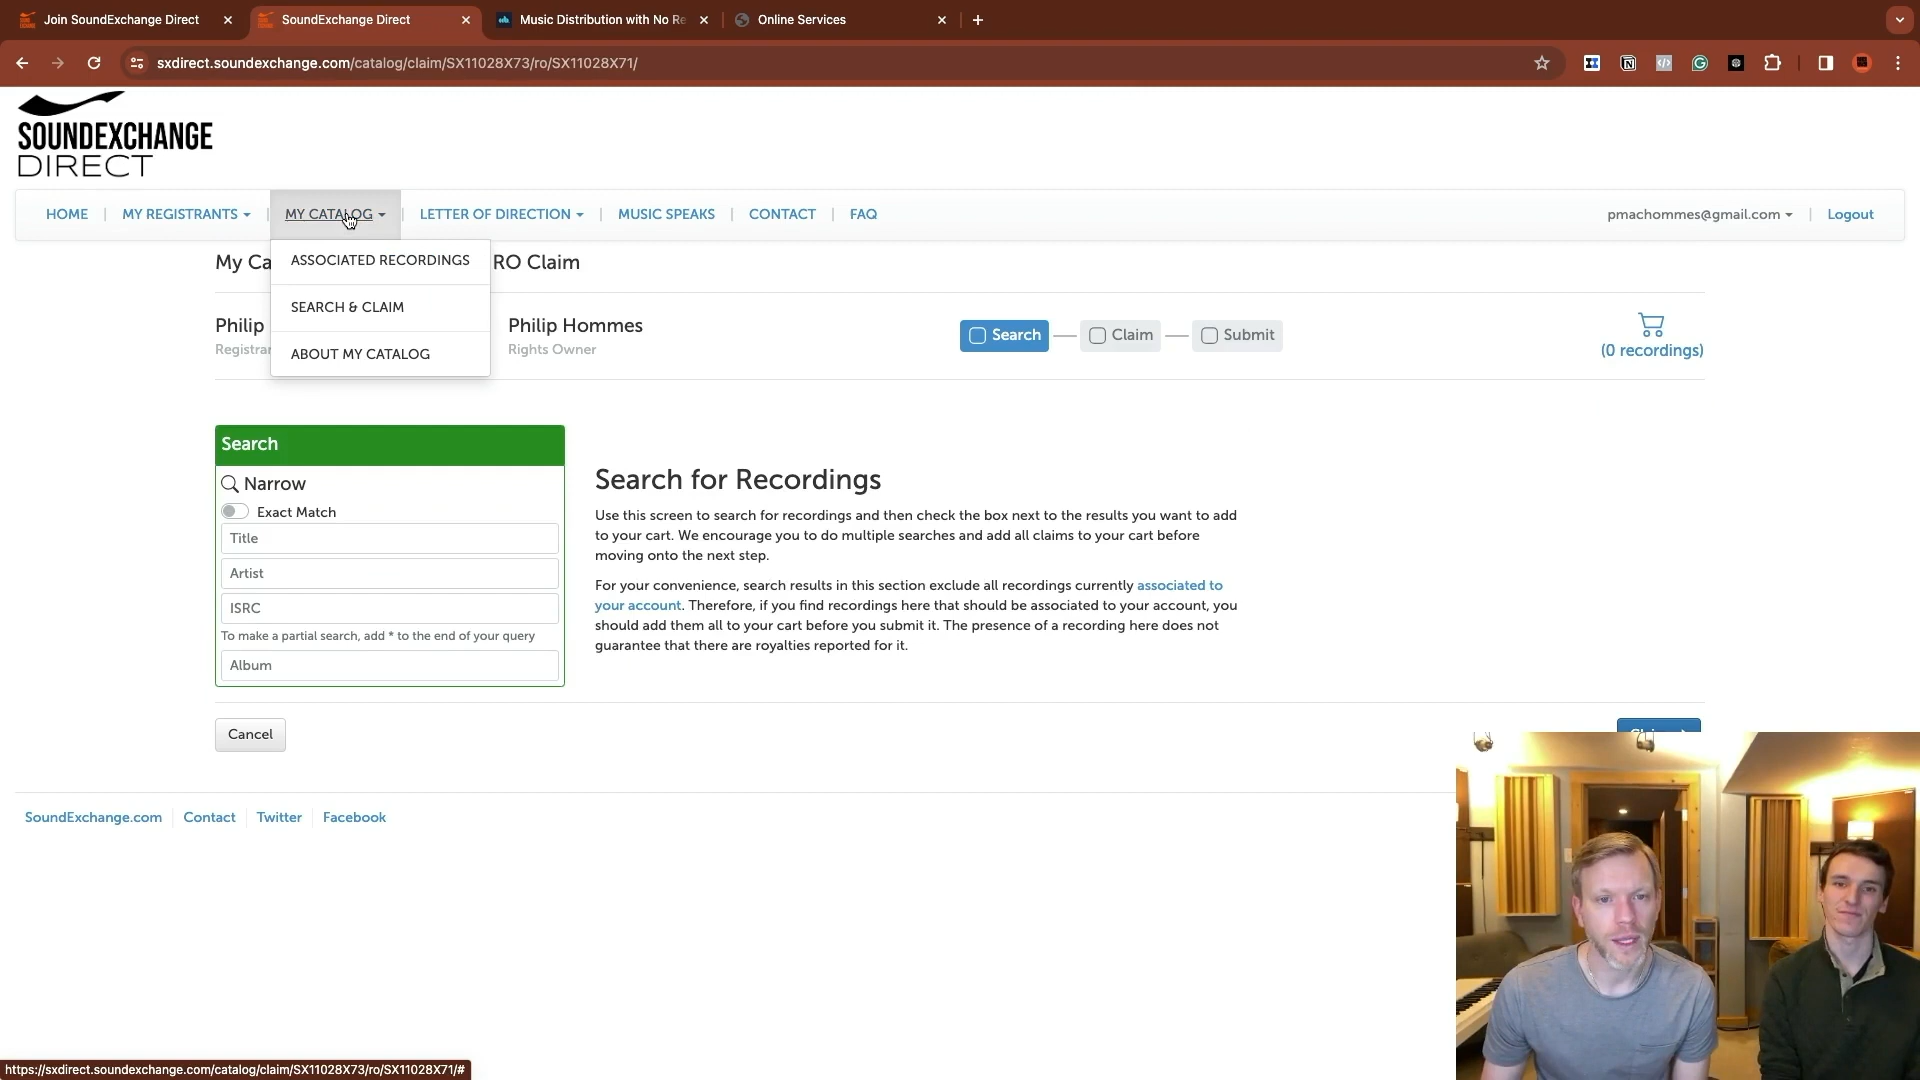 Join SoundExchange Direct
SoundExchange Direct
Music Distribution with No Re
Online Services
sxdirect.soundexchange.com/catalog/claim/SX11028X73/ro/SX11028X71/
SOUNDEXCHANGE
DIRECT
HOME
MY REGISTRANTS
MY CATALOG
LETTER OF DIRECTION
MUSIC SPEAKS
CONTACT
FAQ
pmachommes@gmail.com
Logout
ASSOCIATED RECORDINGS
SEARCH & CLAIM
ABOUT MY CATALOG
My Ca RO Claim
Philip
Registrar
Philip Hommes
Rights Owner
Search
Claim
Submit
(0 recordings)
Search
Narrow
Exact Match
Title
Artist
ISRC
To make a partial search, add * to the end of your query
Album
Search for Recordings
Use this screen to search for recordings and then check the box next to the results you want to add
to your cart. We encourage you to do multiple searches and add all claims to your cart before
moving onto the next step.
For your convenience, search results in this section exclude all recordings currently associated to
your account. Therefore, if you find recordings here that should be associated to your account, you
should add them all to your cart before you submit it. The presence of a recording here does not
guarantee that there are royalties reported for it.
Cancel
SoundExchange.com
Contact
Twitter
Facebook
https://sxdirect.soundexchange.com/catalog/claim/SX11028X73/ro/SX11028X71/#